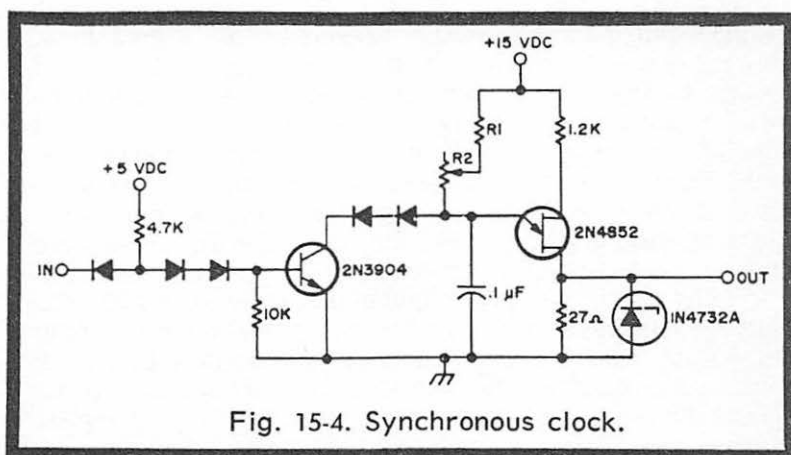 +15 VDC
R1
1.2K
+5 VDC
R2
4.7K
2N4852
IN
2N3904
OUT
.1 µF
10K
27Ω
1N4732A
Fig. 15-4. Synchronous clock.